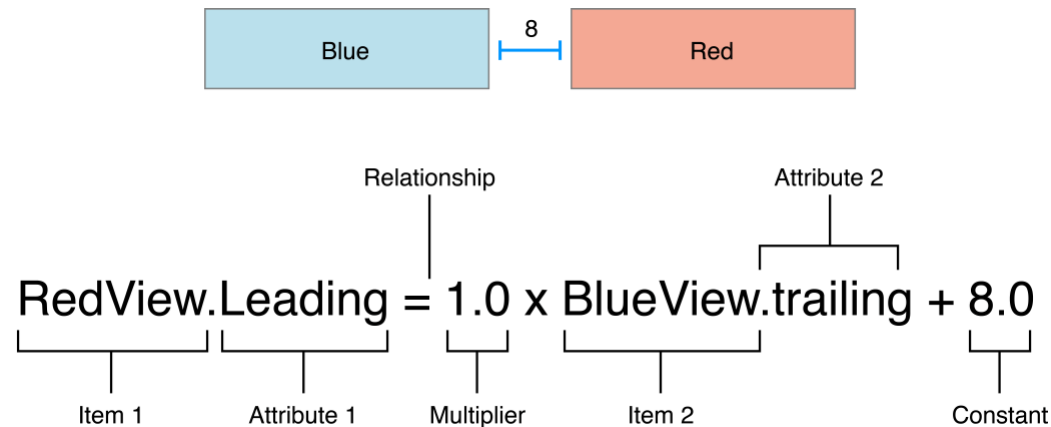 8
Blue
Red
Relationship
Attribute 2
RedView.Leading = 1.0 x BlueView.trailing + 8.0
Item 1
Attribute 1
Multiplier
Item 2
Constant